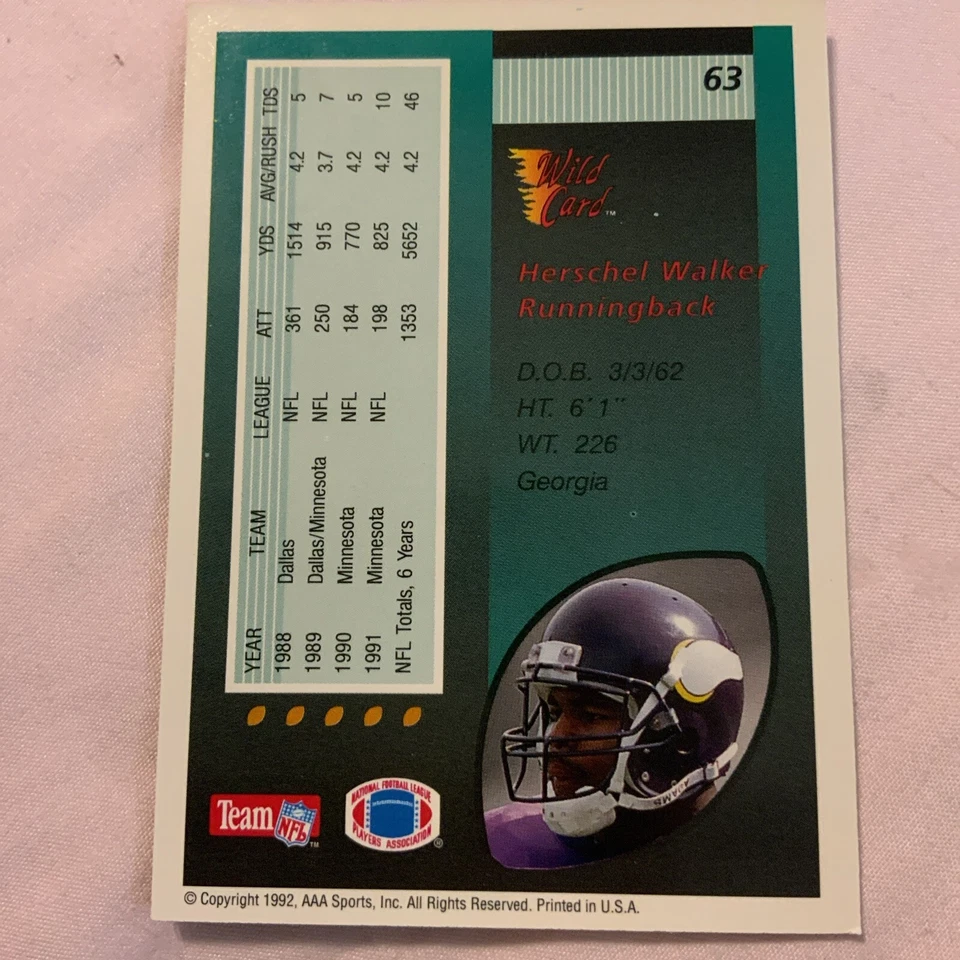 63
Wild
Card™
Herschel Walker
Runningback
D.O.B. 3/3/62
HT. 6'1"
WT. 226
Georgia
YEAR TEAM LEAGUE ATT YDS AVG/RUSH TDS
1988 Dallas NFL 361 1514 4.2 5
1989 Dallas/Minnesota NFL 250 915 3.7 7
1990 Minnesota NFL 184 770 4.2 5
1991 Minnesota NFL 198 825 4.2 10
NFL Totals, 6 Years 1353 5652 4.2 46
ADAMS
Team NFL™
NATIONAL FOOTBALL LEAGUE
PLAYERS ASSOCIATION®
© Copyright 1992, AAA Sports, Inc. All Rights Reserved. Printed in U.S.A.